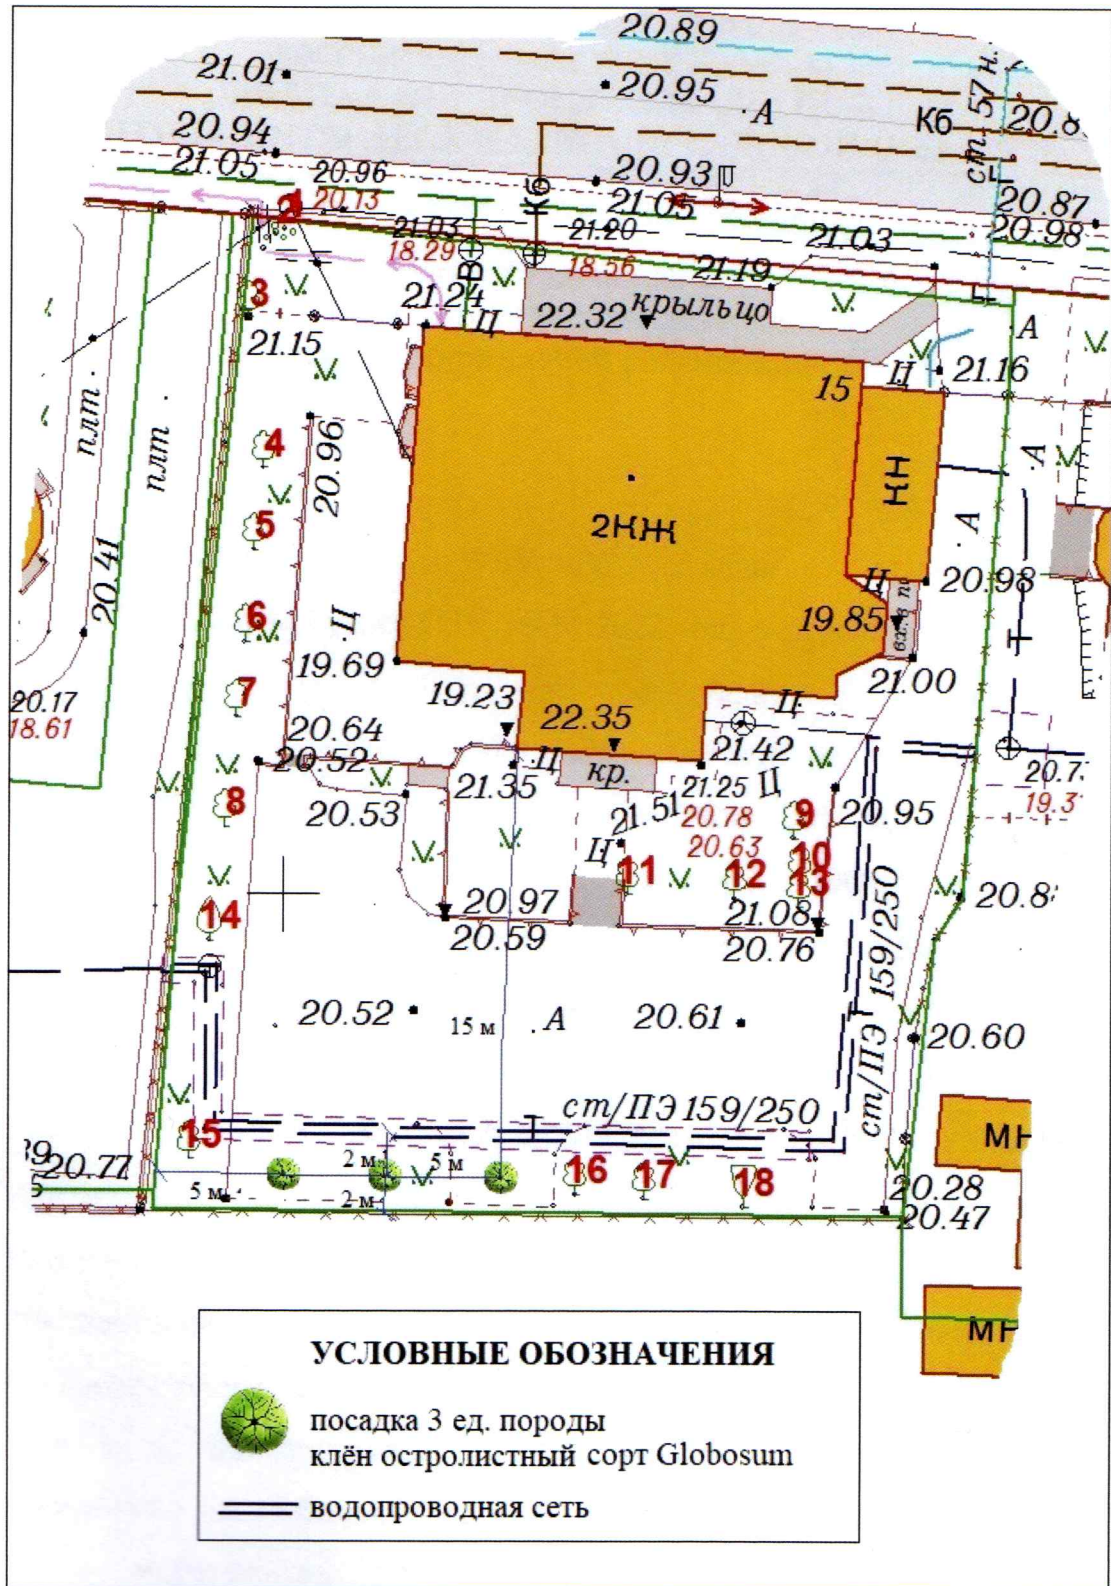 20.89
21.01
20.95
А
ст. 57 н.
Кб
20.94
21.05
20.96
20.13
20.93
21.05
20.87
20.98
Кб
21.03
18.29
В
21.20
18.56
21.03
21.19
3
21.24
Ц
22.32
крыльцо
А
21.15
15
Ц
21.16
плт.
плт.
4
20.96
КН
А
5
2КЖ
А
20.41
Ц
20.98
6
Ц
19.85
вх. в по
19.69
21.00
7
19.23
22.35
Ц
20.17
18.61
20.64
20.52
Ц
кр.
21.42
21.35
21.25
Ц
8
20.53
21.51
20.78
20.63
9
20.95
Ц
10
11
12
13
14
20.97
21.08
20.59
20.76
ст/ПЭ 159/250
20.52
15 м
А
20.61
20.60
ст/ПЭ 159/250
15
МН
20.77
2 м
5 м
16
17
18
5 м
2 м
20.28
20.47
УСЛОВНЫЕ ОБОЗНАЧЕНИЯ
посадка 3 ед. породы
клён остролистный сорт Globosum
водопроводная сеть